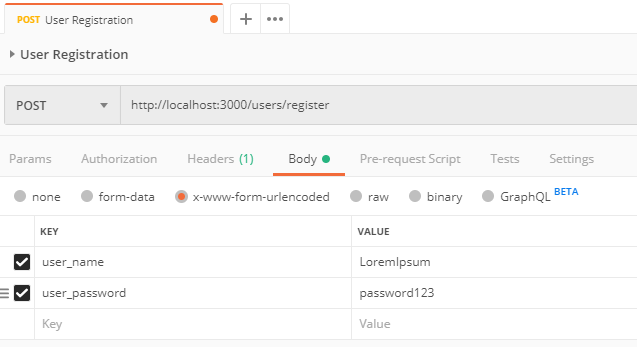 POST User Registration
User Registration
POST http://localhost:3000/users/register
Params Authorization Headers (1) Body Pre-request Script Tests Settings
none form-data x-www-form-urlencoded raw binary GraphQL BETA
KEY VALUE
user_name LoremIpsum
user_password password123
Key Value